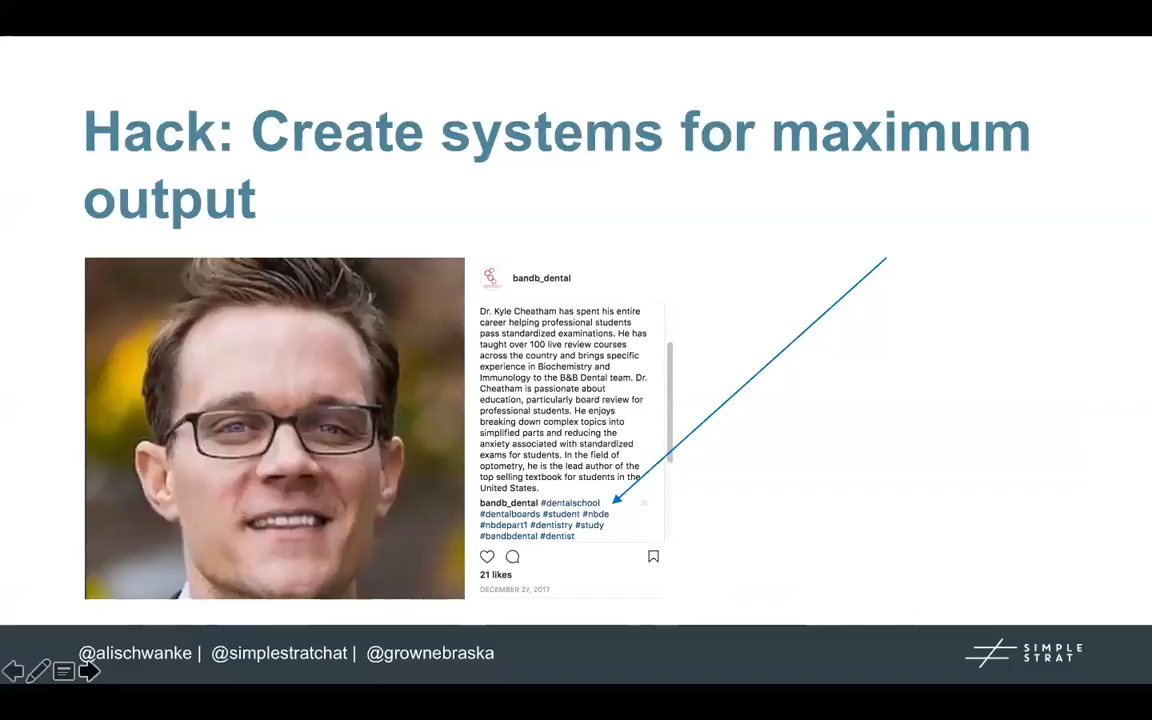 Hack: Create systems for maximum
output
bandb_dental
Dr. Kyle Cheatham has spent his entire
career helping professional students
pass standardized examinations. He has
taught over 100 live review courses
across the country and brings specific
experience in Biochemistry and
Immunology to the B&B Dental team. Dr.
Cheatham is passionate about
education, particularly board review for
professional students. He enjoys
breaking down complex topics into
simplified parts and reducing the
anxiety associated with standardized
exams for students. In the field of
optometry, he is the lead author of the
top selling textbook for students in the
United States.
bandb_dental #dentalschool
#dentalboards #student #nbde
#nbdepart1 #dentistry #study
#bandbdental #dentist
21 likes
DECEMBER 27, 2017
@alischwanke | @simplestratchat | @grownebraska
SIMPLE
STRAT